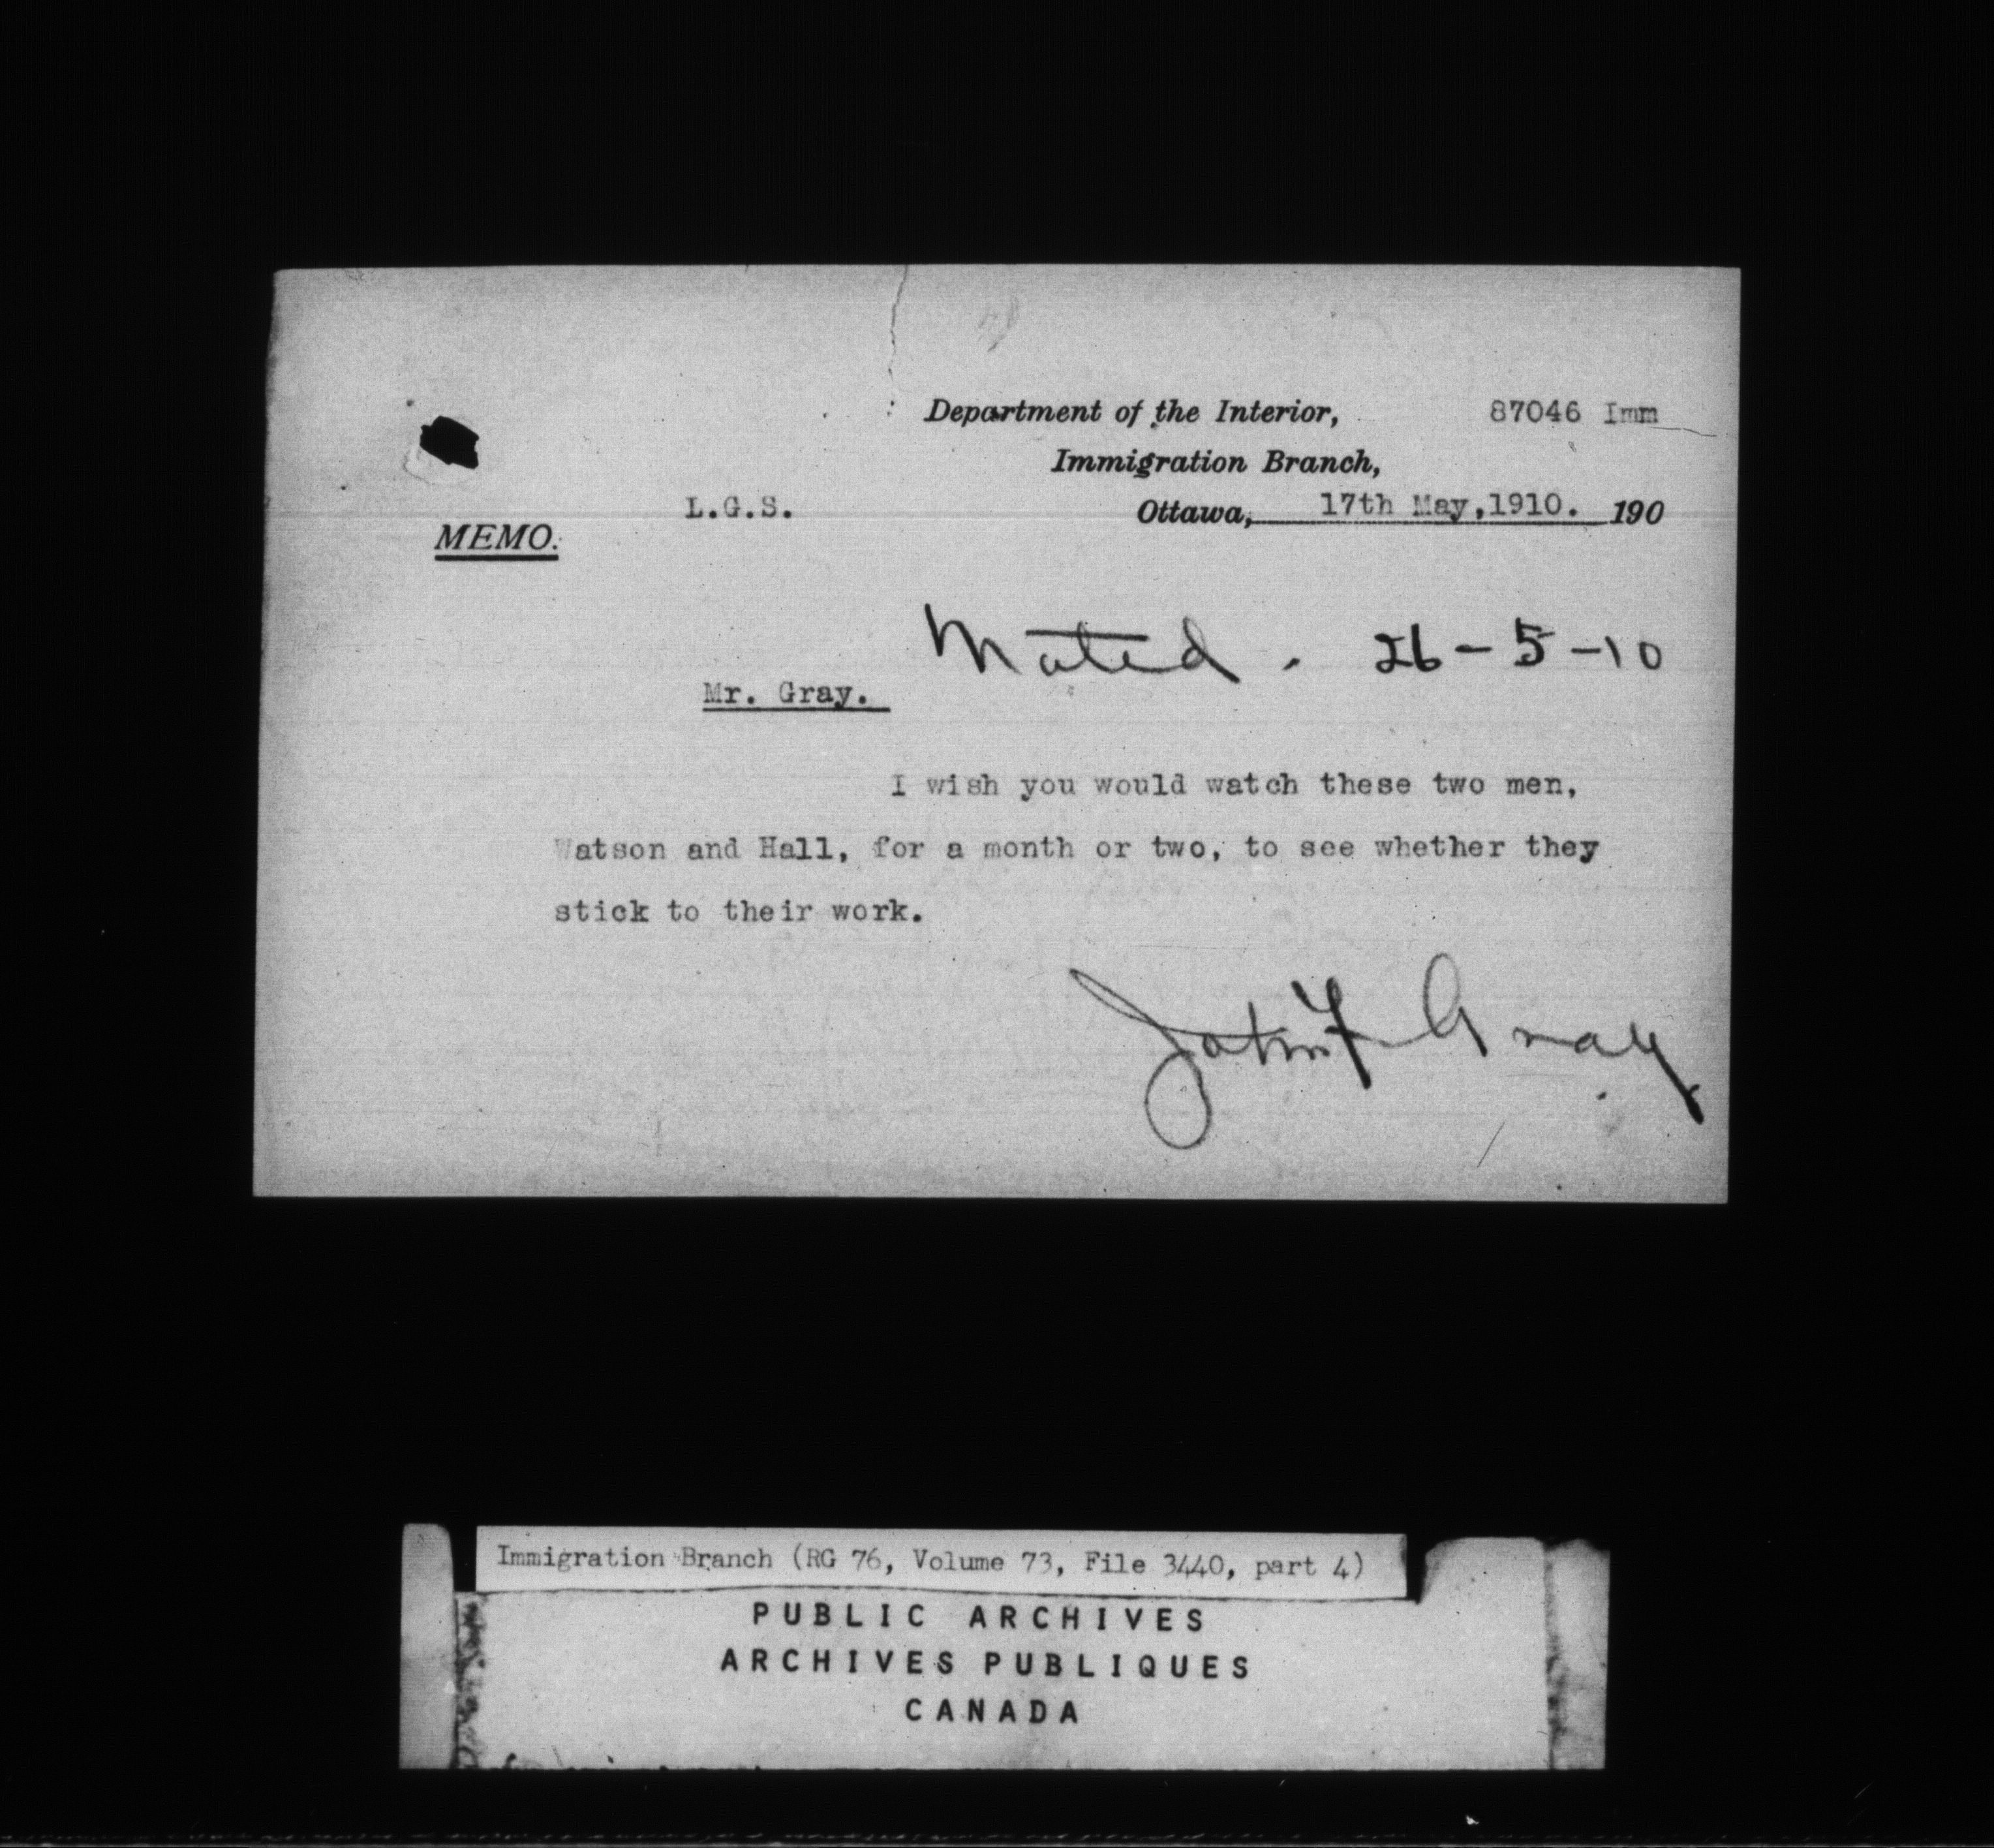 Department of the Interior, 87046 Imm
Immigration Branch,
L.G.S.
Ottawa, 17th May, 1910. 190
MEMO.
Noted. 26-5-10
Mr. Gray.
I wish you would watch these two men,
Watson and Hall, for a month or two, to see whether they
stick to their work.
John F Gray
Immigration Branch (RG 76, Volume 73, File 3440, part 4)
PUBLIC ARCHIVES
ARCHIVES PUBLIQUES
CANADA